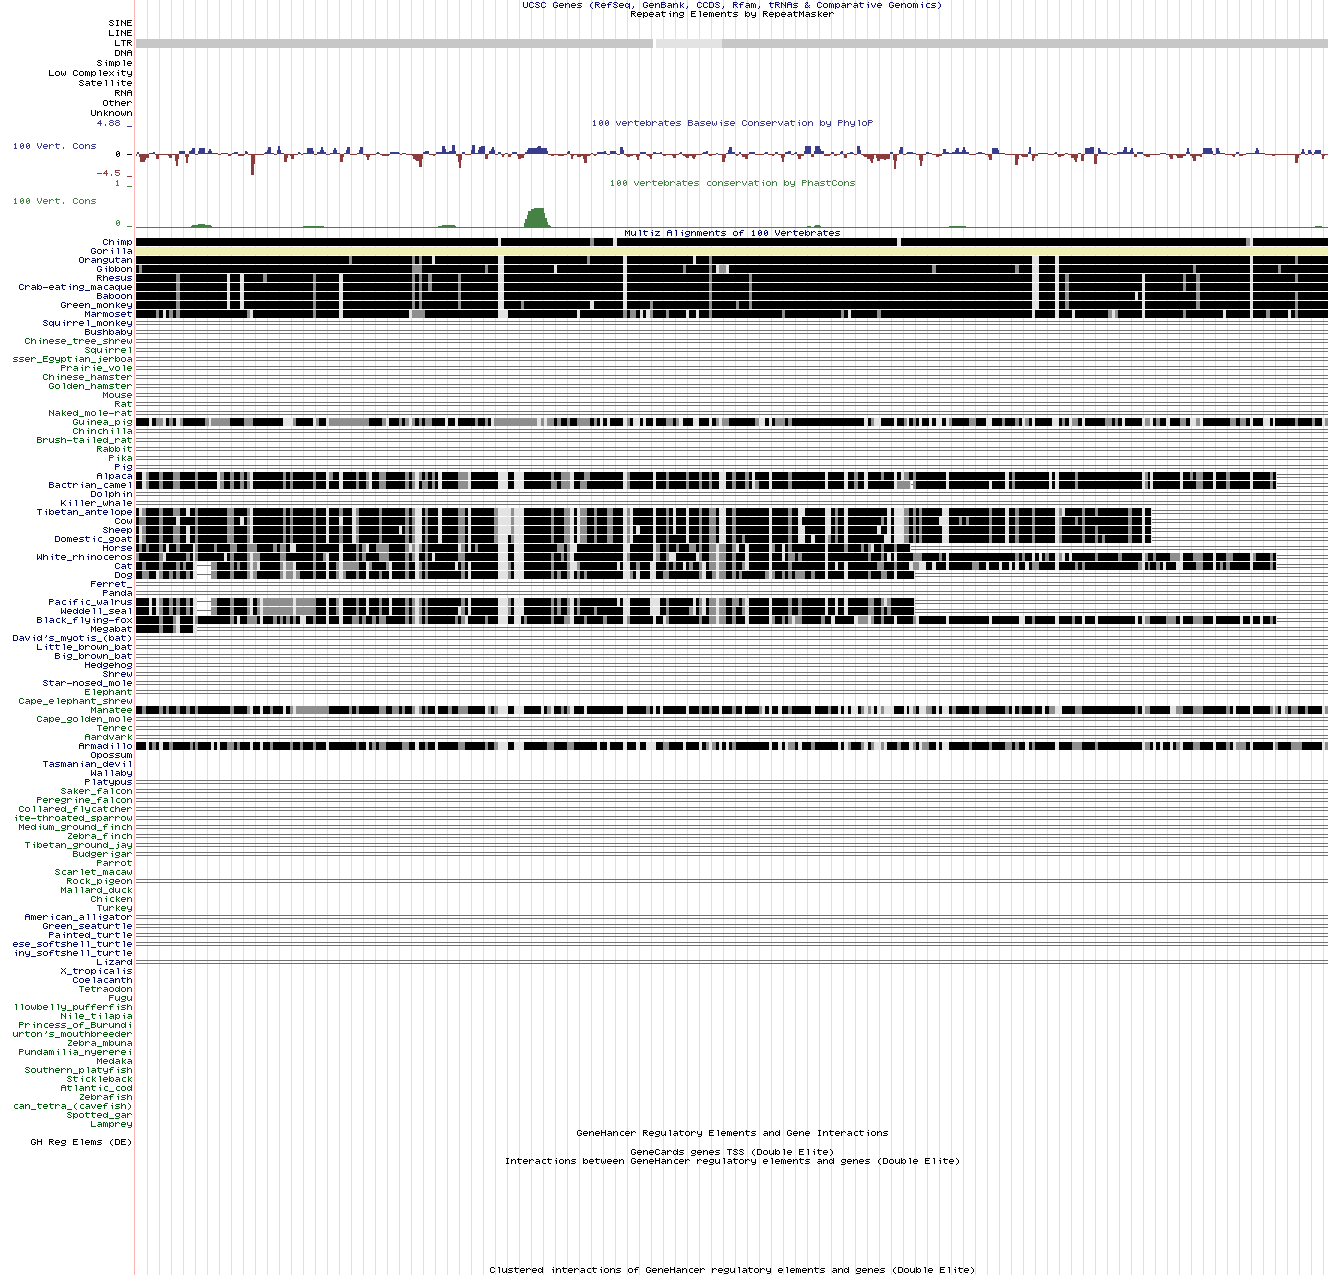 UCSC Genes (RefSeq, GenBank, CCDS, Rfam, tRNAs & Comparative Genomics)
Repeating Elements by RepeatMasker
SINE
LINE
LTR
DNA
Simple
Low Complexity
Satellite
RNA
Other
Unknown
100 vertebrates Basewise Conservation by PhyloP
4.88 _
100 Vert. Cons
0 _
-4.5 _
100 vertebrates conservation by PhastCons
1 _
100 Vert. Cons
0 _
Multiz Alignments of 100 Vertebrates
Chimp
Gorilla
Orangutan
Gibbon
Rhesus
Crab-eating_macaque
Baboon
Green_monkey
Marmoset
Squirrel_monkey
Bushbaby
Chinese_tree_shrew
Squirrel
sser_Egyptian_jerboa
Prairie_vole
Chinese_hamster
Golden_hamster
Mouse
Rat
Naked_mole-rat
Guinea_pig
Chinchilla
Brush-tailed_rat
Rabbit
Pika
Pig
Alpaca
Bactrian_camel
Dolphin
Killer_whale
Tibetan_antelope
Cow
Sheep
Domestic_goat
Horse
White_rhinoceros
Cat
Dog
Ferret_
Panda
Pacific_walrus
Weddell_seal
Black_flying-fox
Megabat
David's_myotis_(bat)
Little_brown_bat
Big_brown_bat
Hedgehog
Shrew
Star-nosed_mole
Elephant
Cape_elephant_shrew
Manatee
Cape_golden_mole
Tenrec
Aardvark
Armadillo
Opossum
Tasmanian_devil
Wallaby
Platypus
Saker_falcon
Peregrine_falcon
Collared_flycatcher
ite-throated_sparrow
Medium_ground_finch
Zebra_finch
Tibetan_ground_jay
Budgerigar
Parrot
Scarlet_macaw
Rock_pigeon
Mallard_duck
Chicken
Turkey
American_alligator
Green_seaturtle
Painted_turtle
ese_softshell_turtle
iny_softshell_turtle
Lizard
X_tropicalis
Coelacanth
Tetraodon
Fugu
llowbelly_pufferfish
Nile_tilapia
Princess_of_Burundi
urton's_mouthbreeder
Zebra_mbuna
Pundamilia_nyererei
Medaka
Southern_platyfish
Stickleback
Atlantic_cod
Zebrafish
can_tetra_(cavefish)
Spotted_gar
Lamprey
GeneHancer Regulatory Elements and Gene Interactions
GH Reg Elems (DE)
GeneCards genes TSS (Double Elite)
Interactions between GeneHancer regulatory elements and genes (Double Elite)
Clustered interactions of GeneHancer regulatory elements and genes (Double Elite)